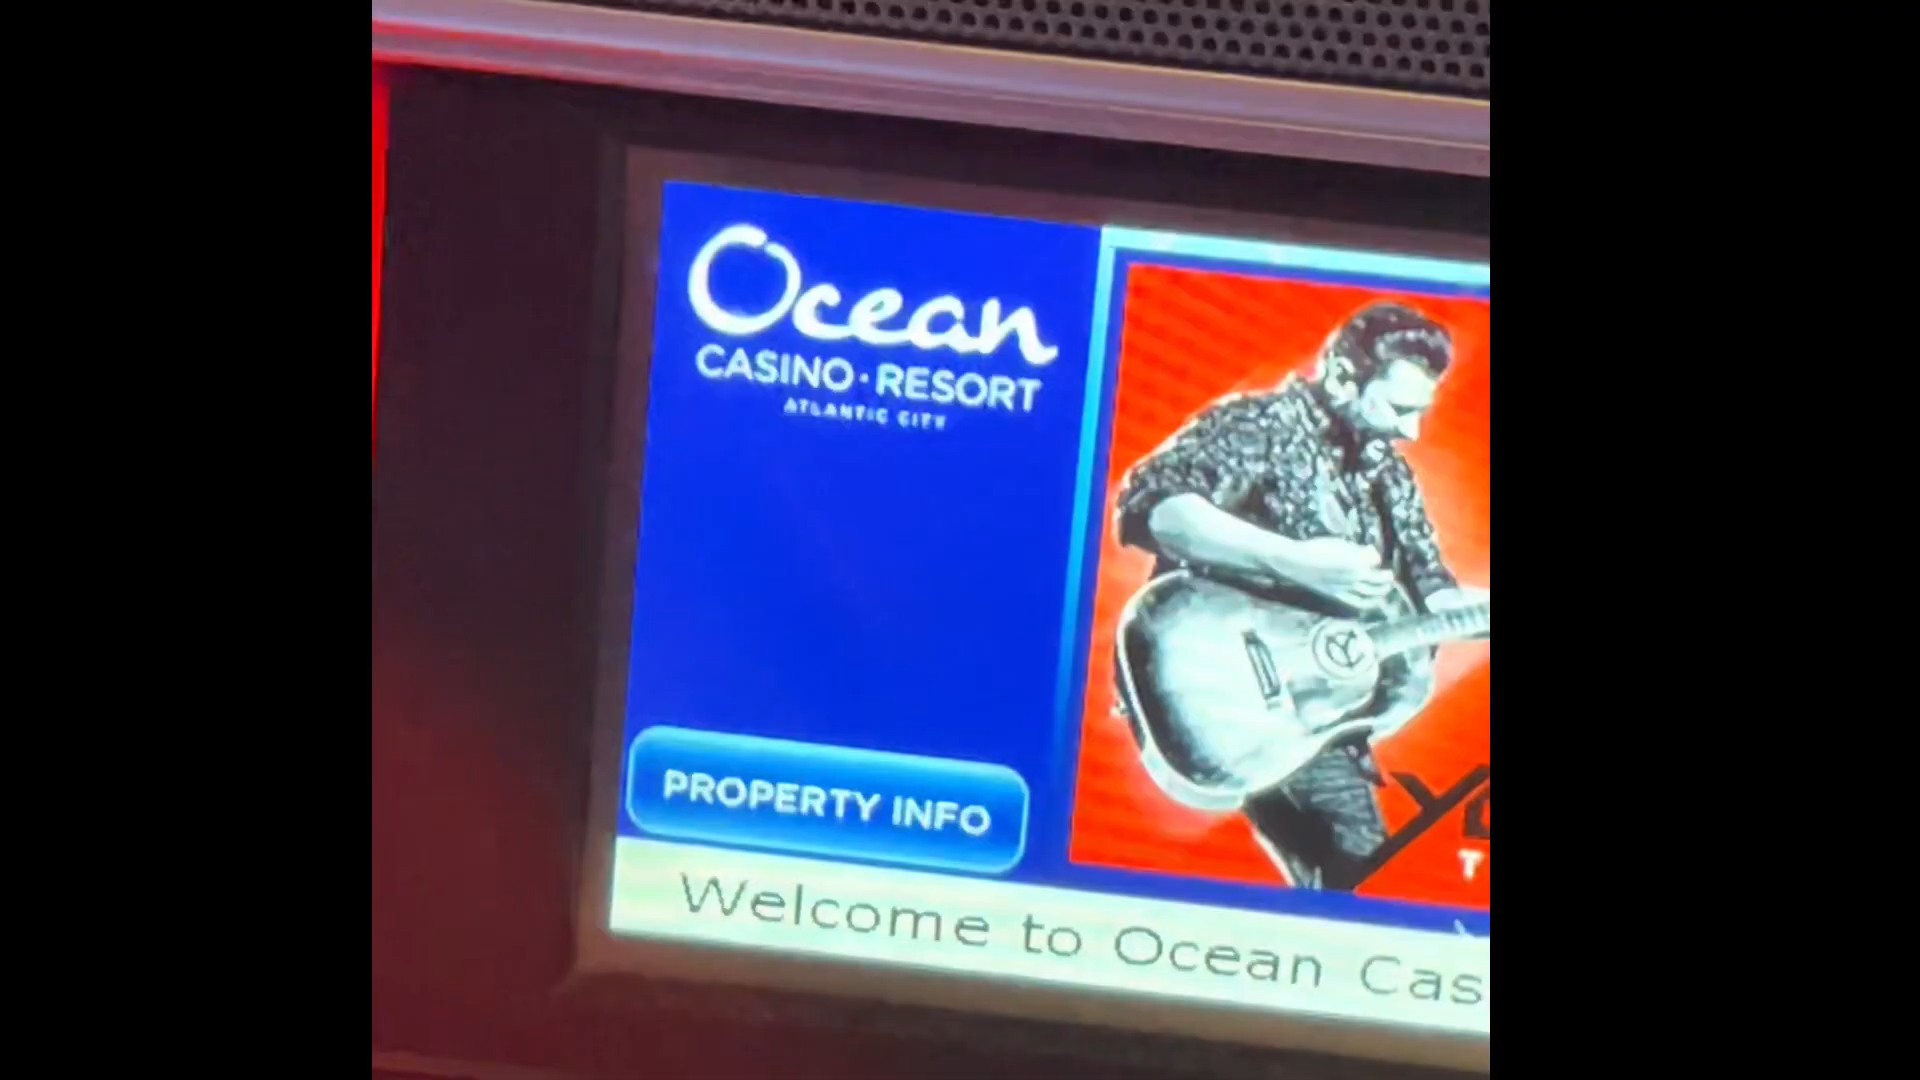 Ocean
CASINO · RESORT
ATLANTIC CITY
PROPERTY INFO
Welcome to Ocean Cas